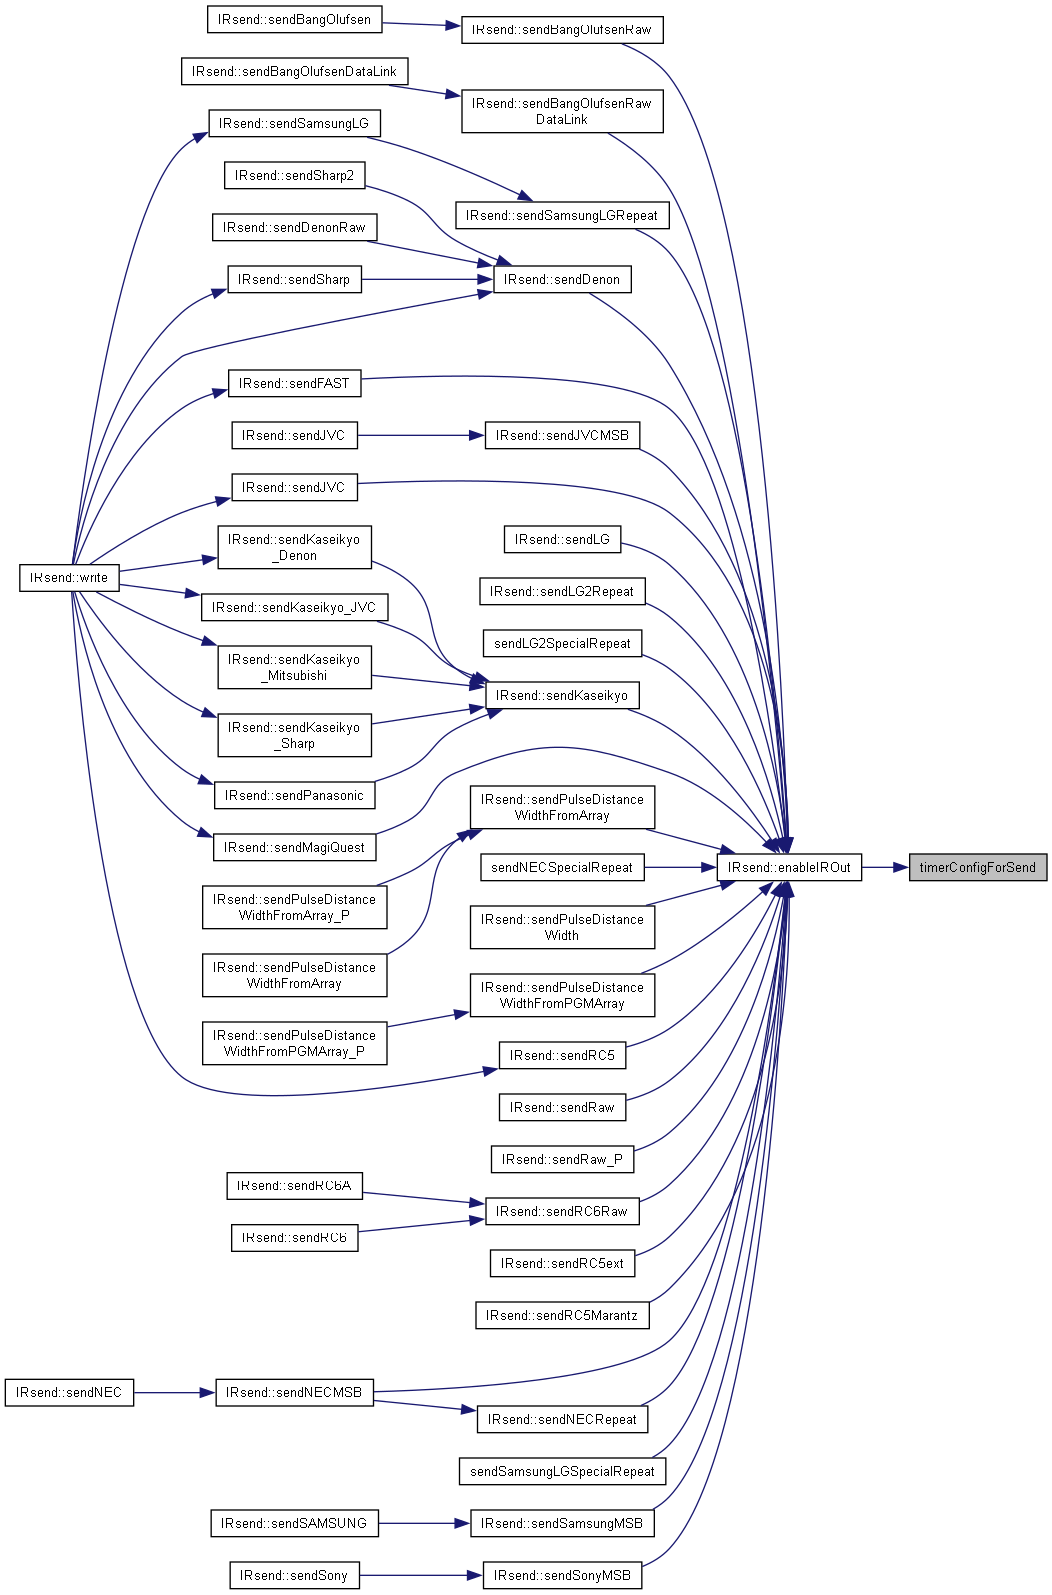 IRsend::sendBangOlufsen
IRsend::sendBangOlufsenRaw
IRsend::sendBangOlufsenDataLink
IRsend::sendBangOlufsenRaw
DataLink
IRsend::sendSamsungLG
IRsend::sendSharp2
IRsend::sendSamsungLGRepeat
IRsend::sendDenonRaw
IRsend::sendSharp
IRsend::sendDenon
IRsend::sendFAST
IRsend::sendJVC
IRsend::sendJVCMSB
IRsend::sendJVC
IRsend::sendKaseikyo
_Denon
IRsend::sendLG
IRsend::write
IRsend::sendKaseikyo_JVC
IRsend::sendLG2Repeat
IRsend::sendKaseikyo
_Mitsubishi
sendLG2SpecialRepeat
IRsend::sendKaseikyo
IRsend::sendKaseikyo
_Sharp
IRsend::sendPanasonic
IRsend::sendPulseDistance
WidthFromArray
IRsend::sendMagiQuest
sendNECSpecialRepeat
IRsend::enableIROut
timerConfigForSend
IRsend::sendPulseDistance
WidthFromArray_P
IRsend::sendPulseDistance
Width
IRsend::sendPulseDistance
WidthFromArray
IRsend::sendPulseDistance
WidthFromPGMArray
IRsend::sendPulseDistance
WidthFromPGMArray_P
IRsend::sendRC5
IRsend::sendRaw
IRsend::sendRaw_P
IRsend::sendRC6A
IRsend::sendRC6Raw
IRsend::sendRC6
IRsend::sendRC5ext
IRsend::sendRC5Marantz
IRsend::sendNEC
IRsend::sendNECMSB
IRsend::sendNECRepeat
sendSamsungLGSpecialRepeat
IRsend::sendSAMSUNG
IRsend::sendSamsungMSB
IRsend::sendSony
IRsend::sendSonyMSB